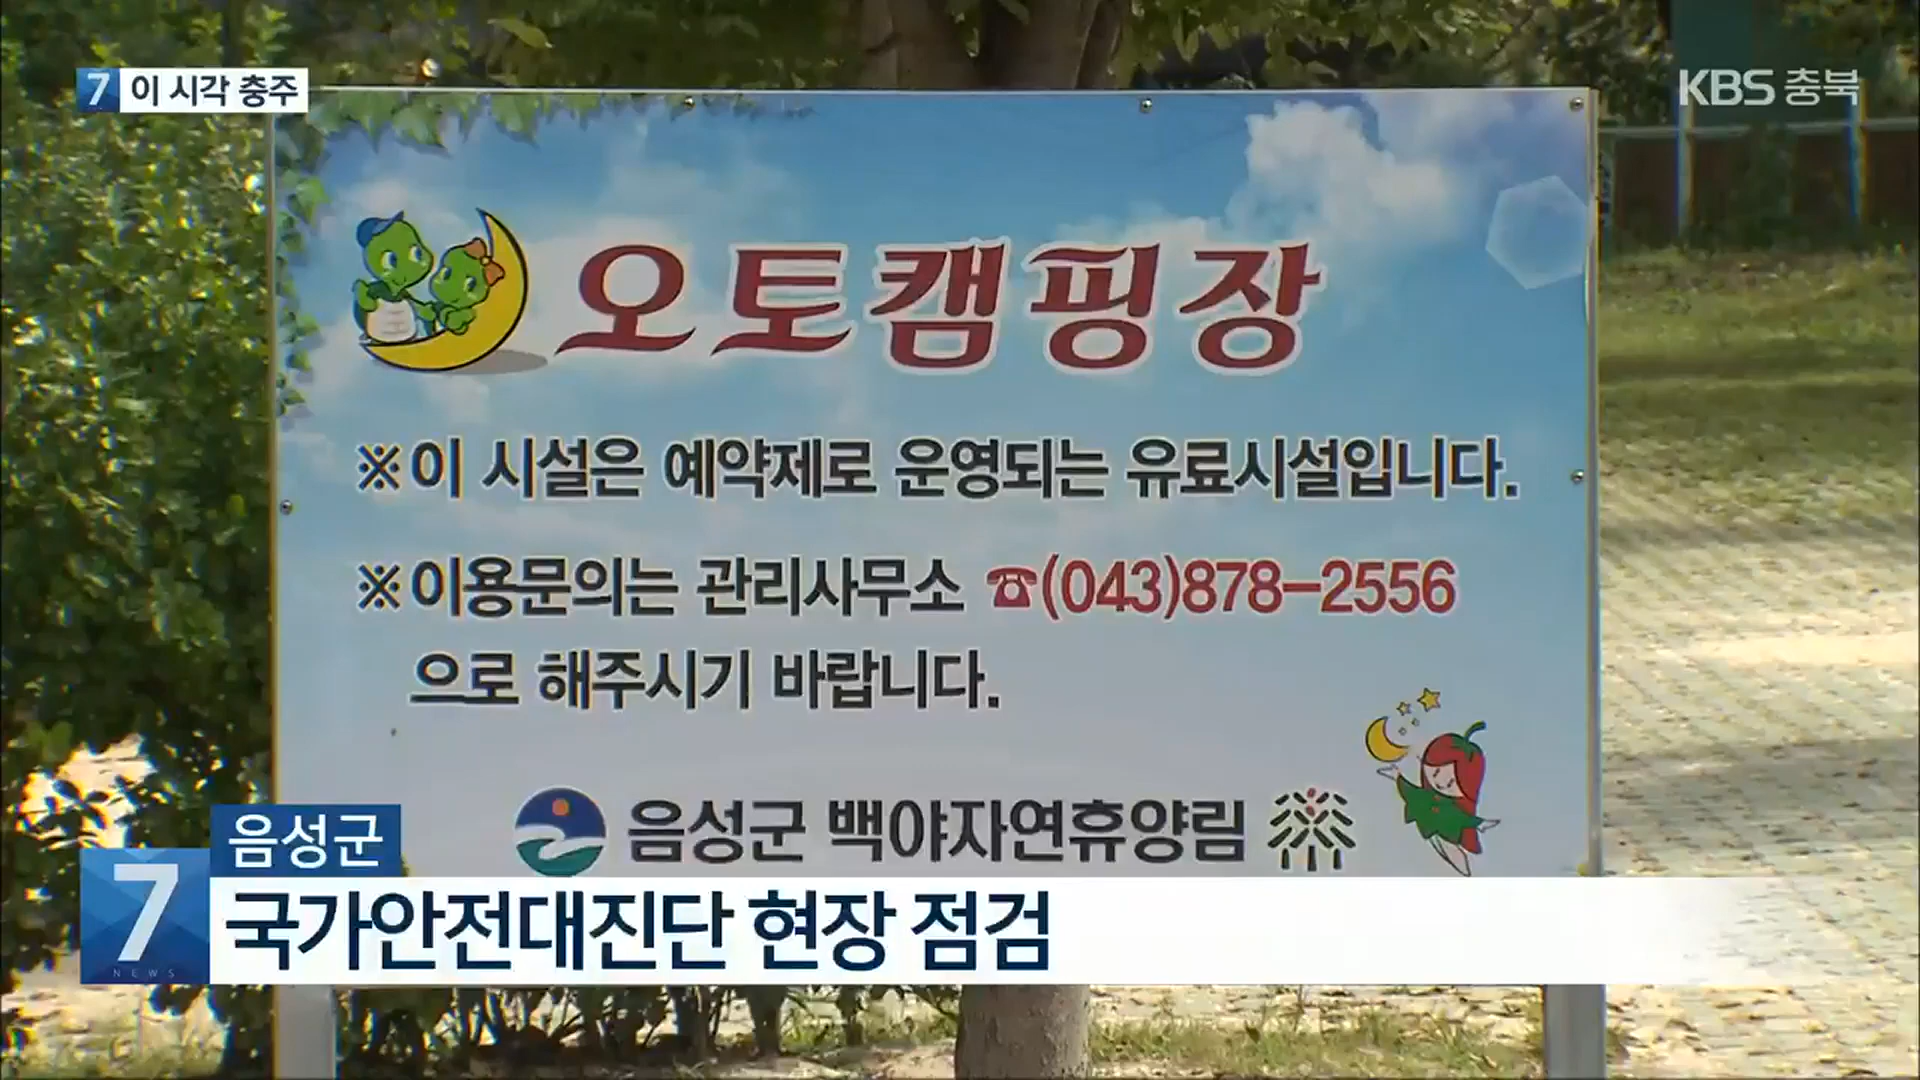 7 이 시각 충주
KBS 충북
오토캠핑장
※이 시설은 예약제로 운영되는 유료시설입니다.
※이용문의는 관리사무소 ☎(043)878-2556
으로 해주시기 바랍니다.
음성군 백야자연휴양림
음성군
7
NEWS
국가안전대진단 현장 점검